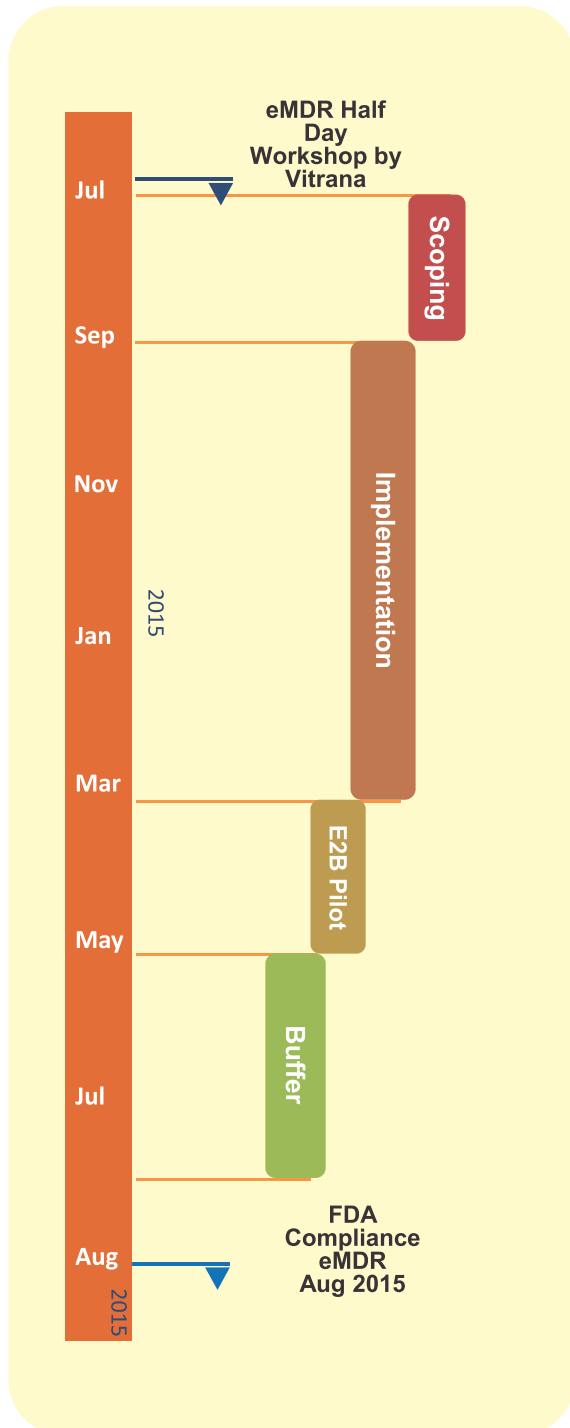 eMDR Half
Day
Workshop by
Vitrana
Jul
Scoping
Sep
Implementation
Nov
2015
Jan
Mar
E2B Pilot
May
Buffer
Jul
FDA
Compliance
eMDR
Aug 2015
Aug
2015